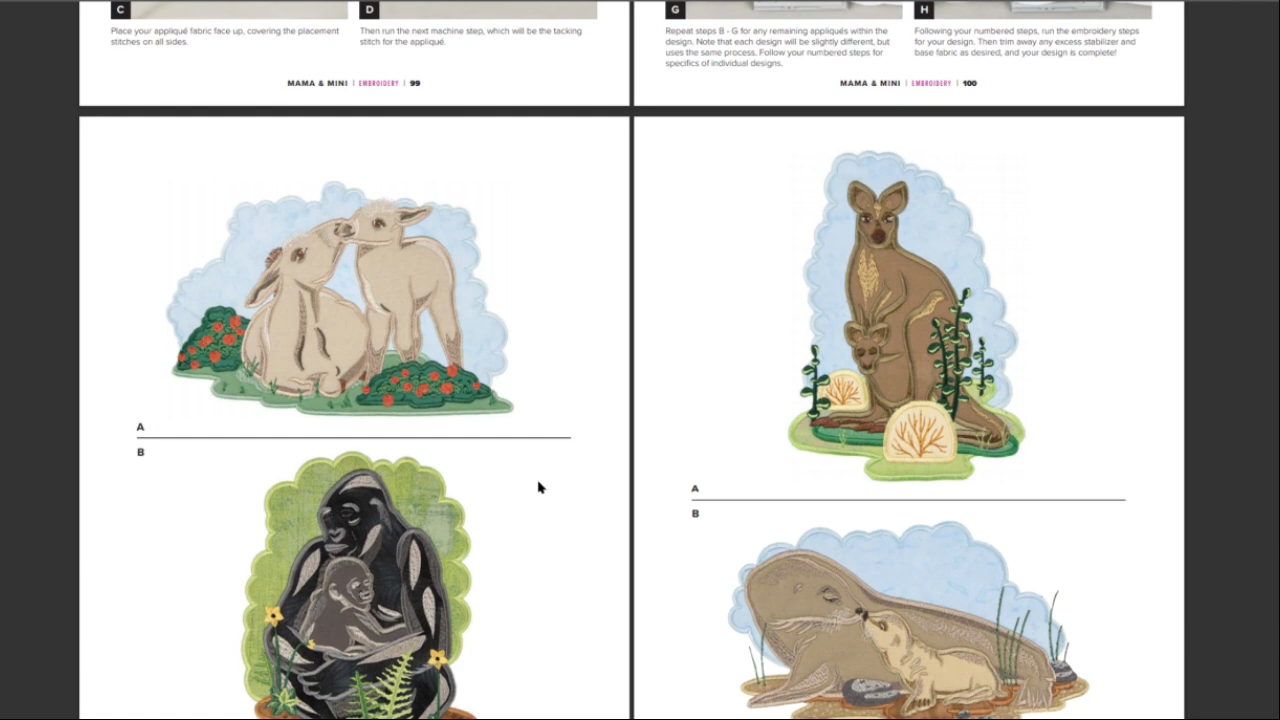 C
Place your appliqué fabric face up, covering the placement
stitches on all sides.
D
Then run the next machine step, which will be the tacking
stitch for the appliqué.
MAMA & MINI | EMBROIDERY | 99
G
Repeat steps B - G for any remaining appliqués within the
design. Note that each design will be slightly different, but
uses the same process. Follow your numbered steps for
specifics of individual designs.
H
Following your numbered steps, run the embroidery steps
for your design. Then trim away any excess stabilizer and
base fabric as desired, and your design is complete!
MAMA & MINI | EMBROIDERY | 100
A
B
A
B